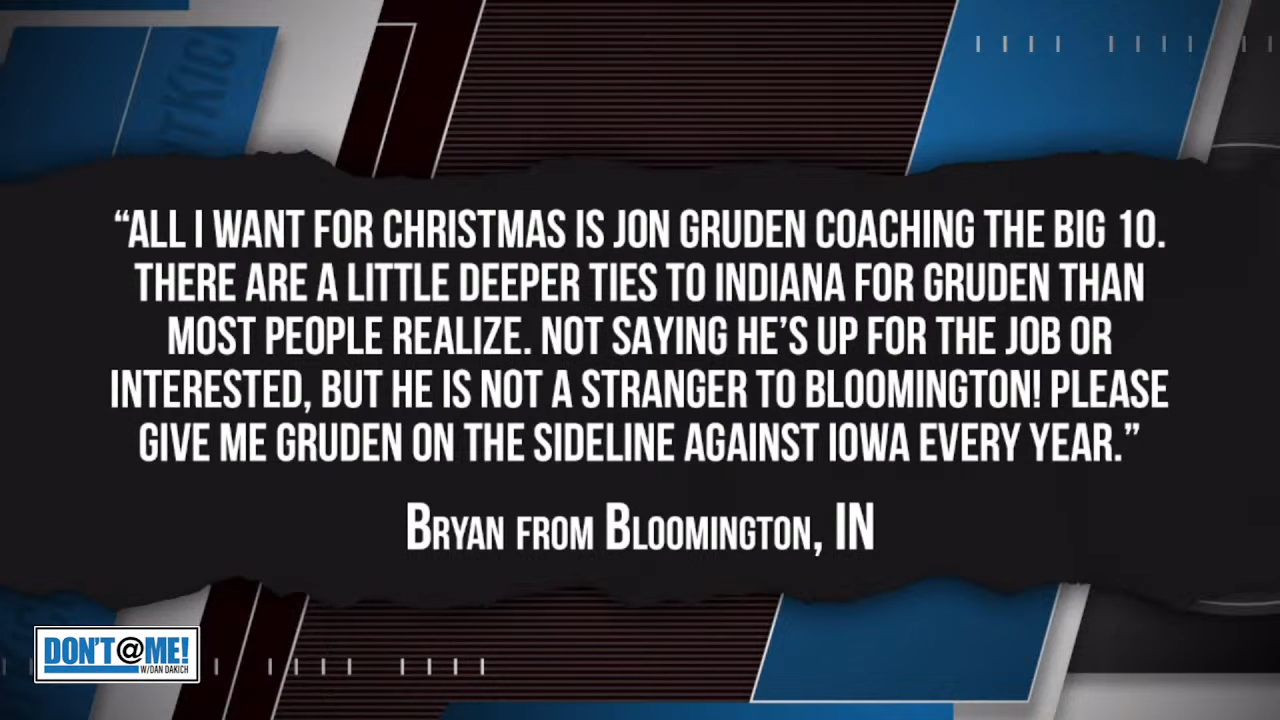 “ALL I WANT FOR CHRISTMAS IS JON GRUDEN COACHING THE BIG 10.
THERE ARE A LITTLE DEEPER TIES TO INDIANA FOR GRUDEN THAN
MOST PEOPLE REALIZE. NOT SAYING HE’S UP FOR THE JOB OR
INTERESTED, BUT HE IS NOT A STRANGER TO BLOOMINGTON! PLEASE
GIVE ME GRUDEN ON THE SIDELINE AGAINST IOWA EVERY YEAR.”
BRYAN FROM BLOOMINGTON, IN
DON'T@ME!
W/DAN DAKICH